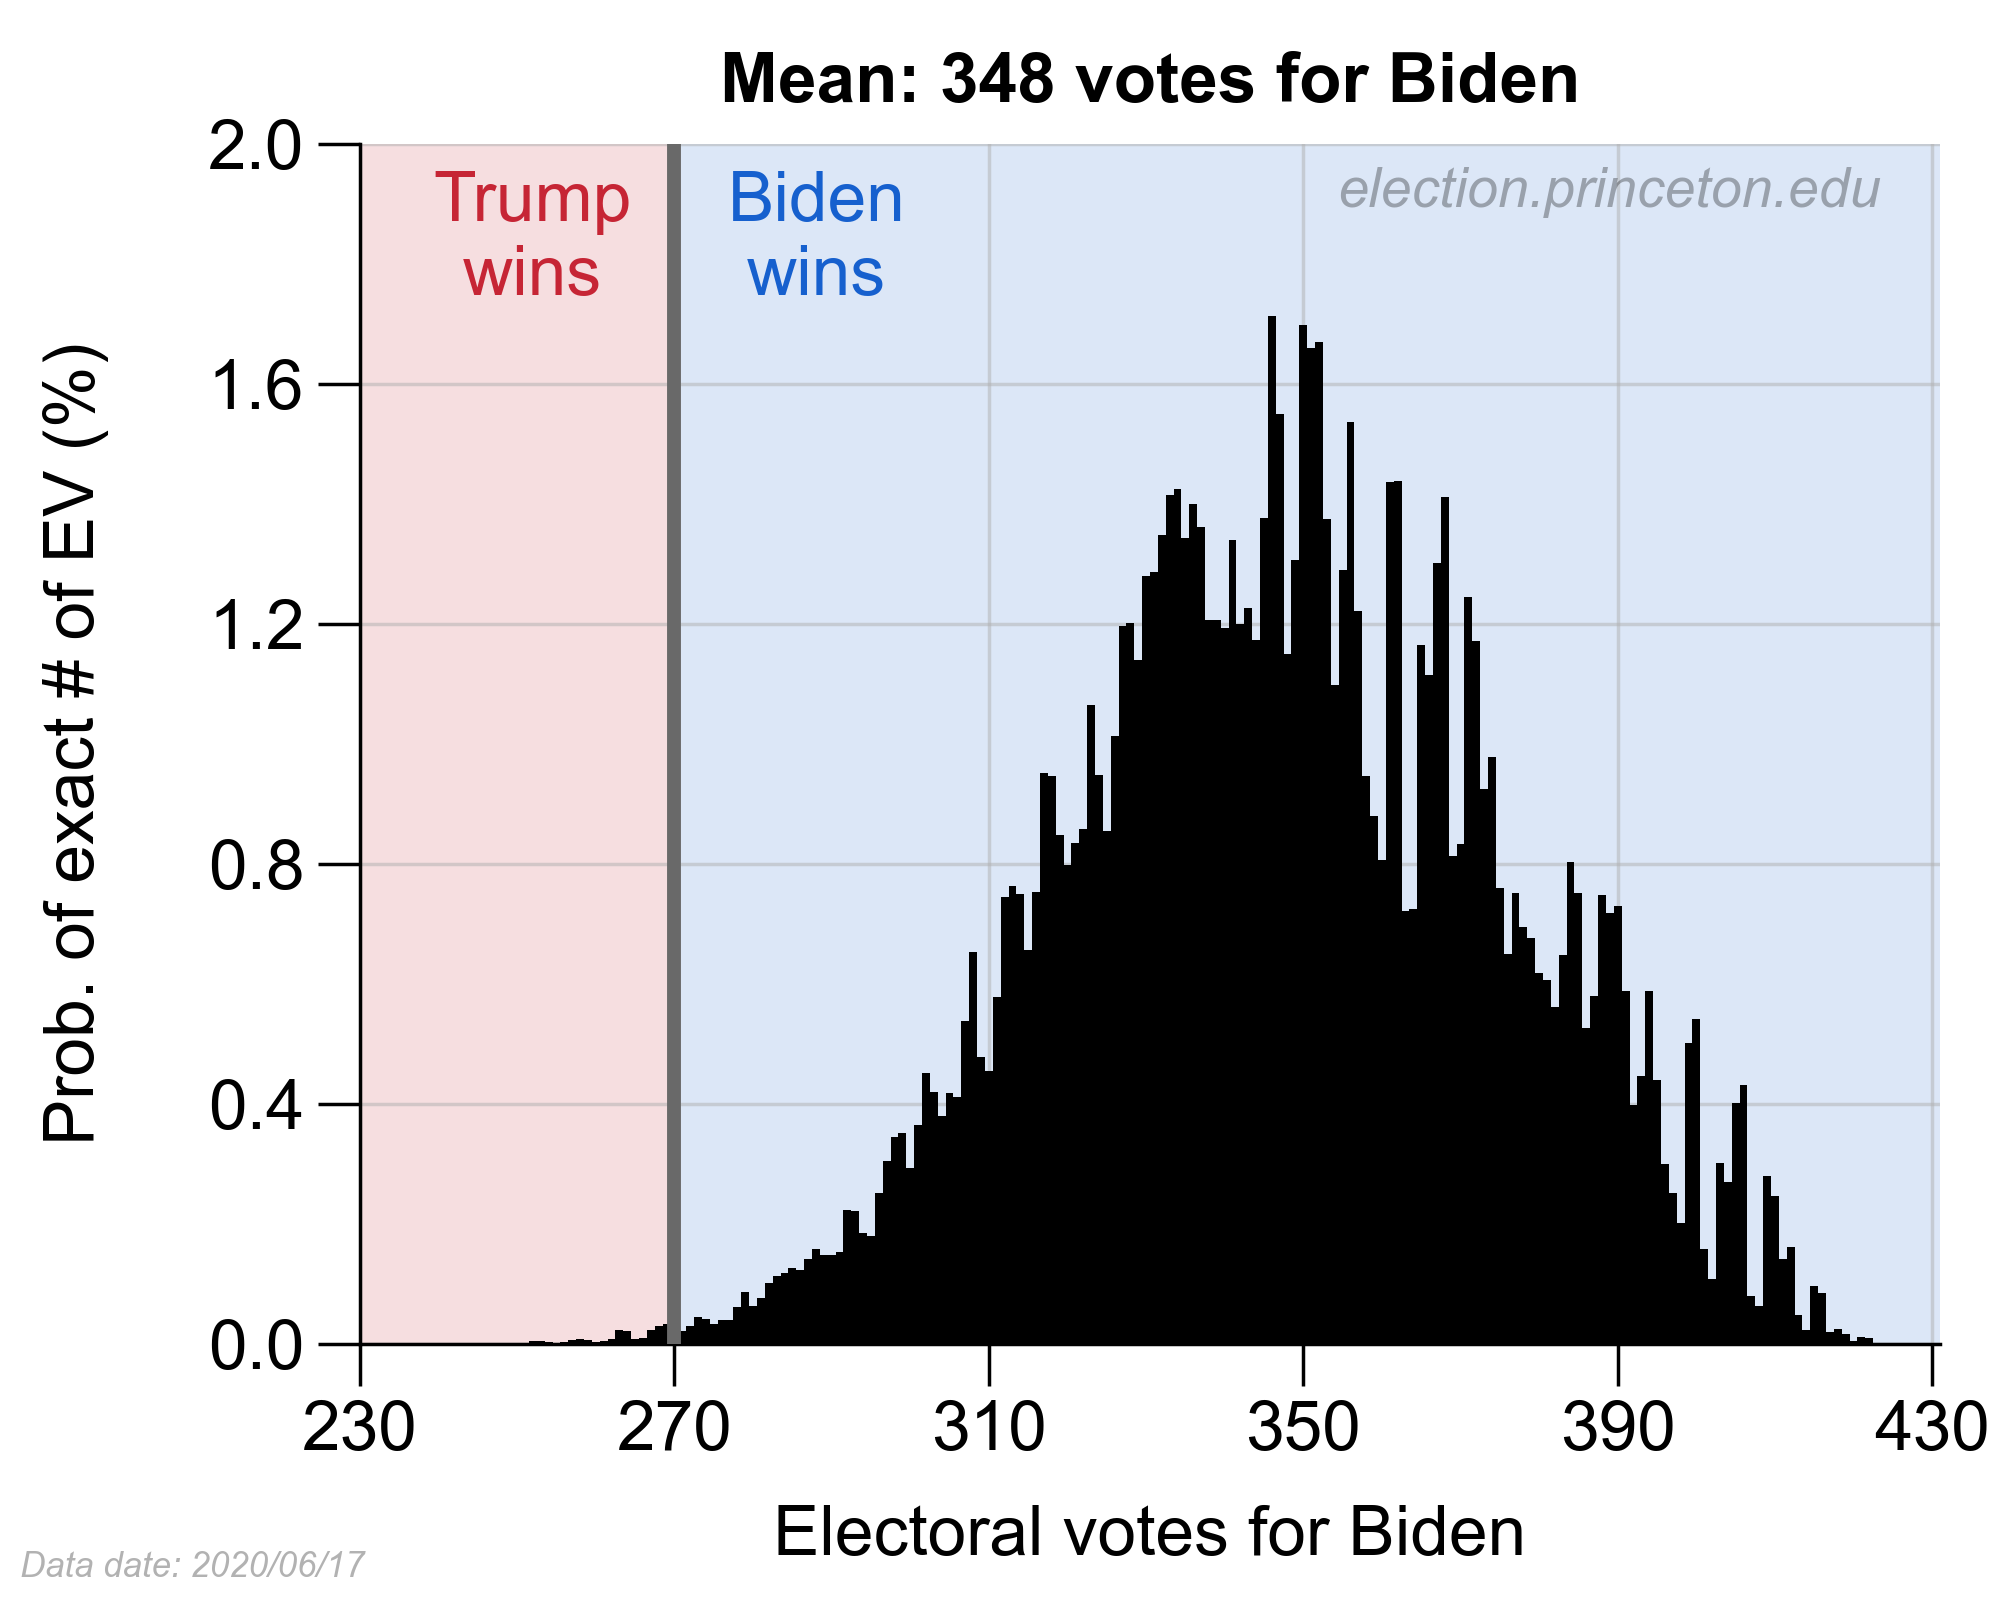 Mean: 348 votes for Biden
2.0
1.6
1.2
0.8
0.4
0.0
Prob. of exact # of EV (%)
Trump
wins
Biden
wins
election.princeton.edu
230 270 310 350 390 430
Electoral votes for Biden
Data date: 2020/06/17